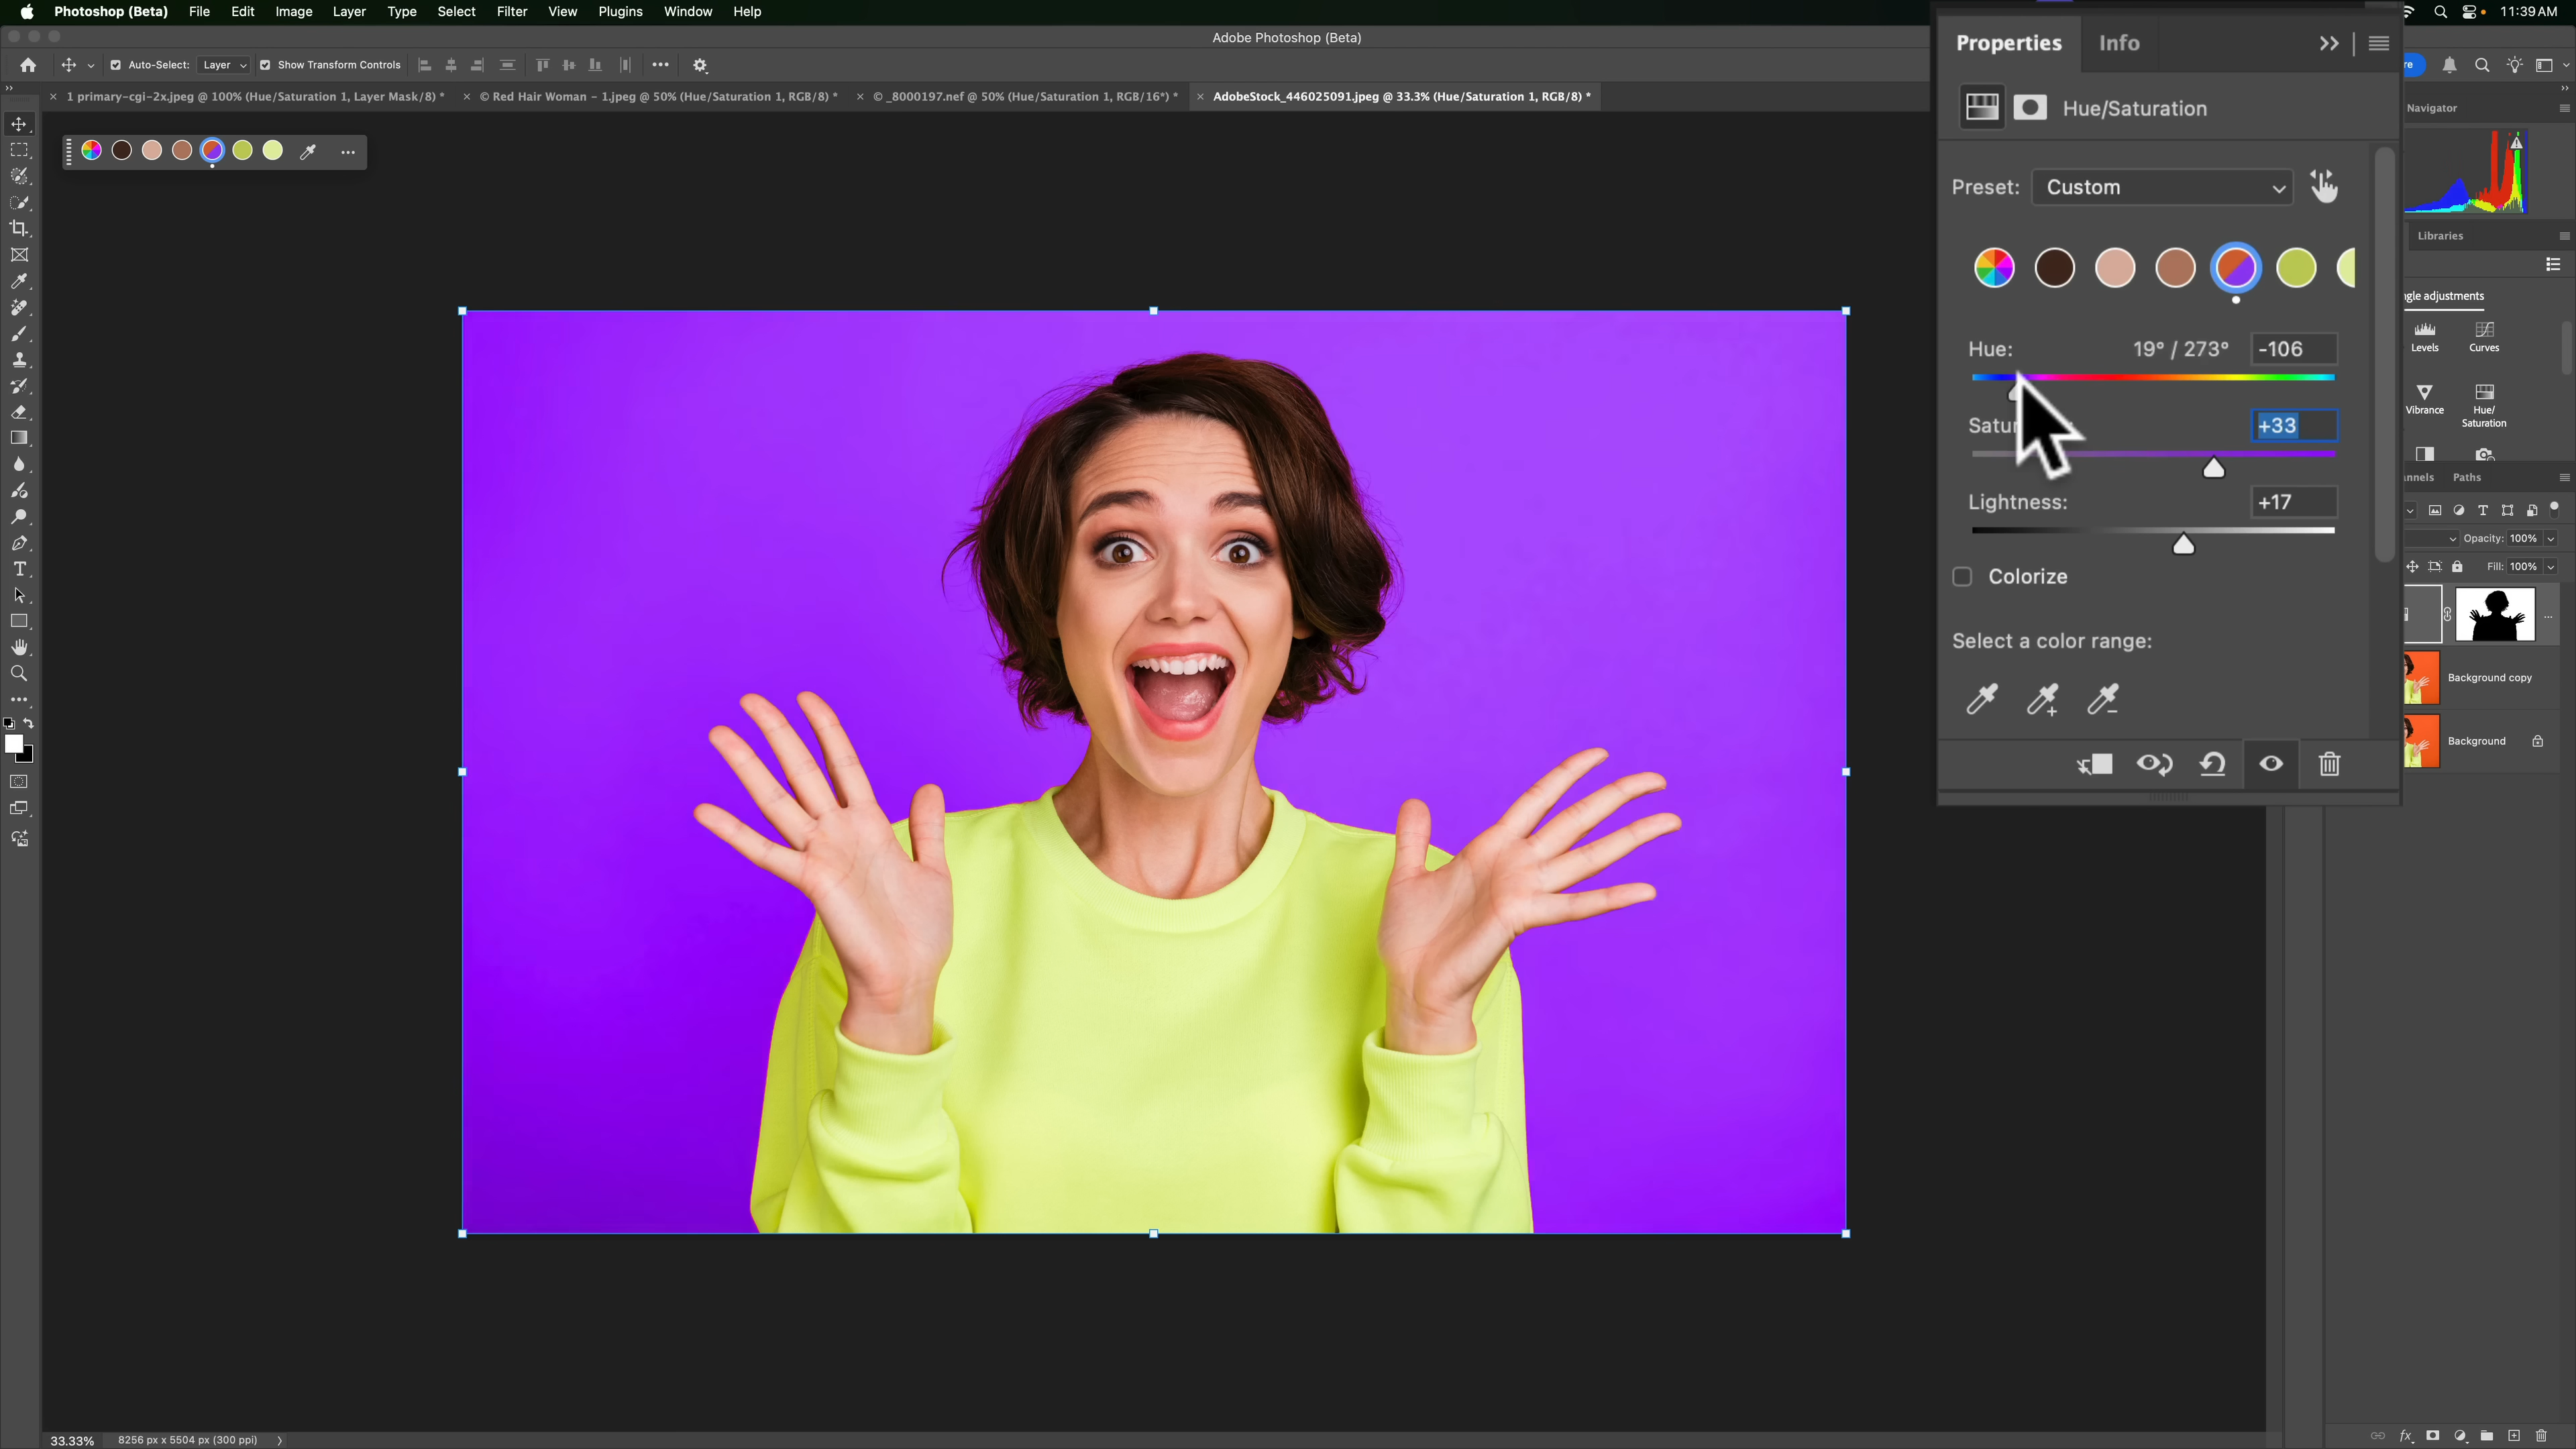 Photoshop (Beta) File Edit Image Layer Type Select Filter View Plugins Window Help 11:39 AM
Adobe Photoshop (Beta)
Auto-Select: Layer Show Transform Controls
1 primary-cgi-2x.jpeg @ 100% (Hue/Saturation 1, Layer Mask/8) * © Red Hair Woman - 1.jpeg @ 50% (Hue/Saturation 1, RGB/8) * © _8000197.nef @ 50% (Hue/Saturation 1, RGB/16*) * AdobeStock_446025091.jpeg @ 33.3% (Hue/Saturation 1, RGB/8) *
Properties Info
Hue/Saturation
Preset: Custom
Hue: 19° / 273° -106
Satur +33
Lightness: +17
Colorize
Select a color range:
Navigator
Libraries
gle adjustments
Levels Curves
Vibrance Hue/
Saturation
nnels Paths
Opacity: 100%
Fill: 100%
Background copy
Background
33.33% 8256 px x 5504 px (300 ppi)
fx